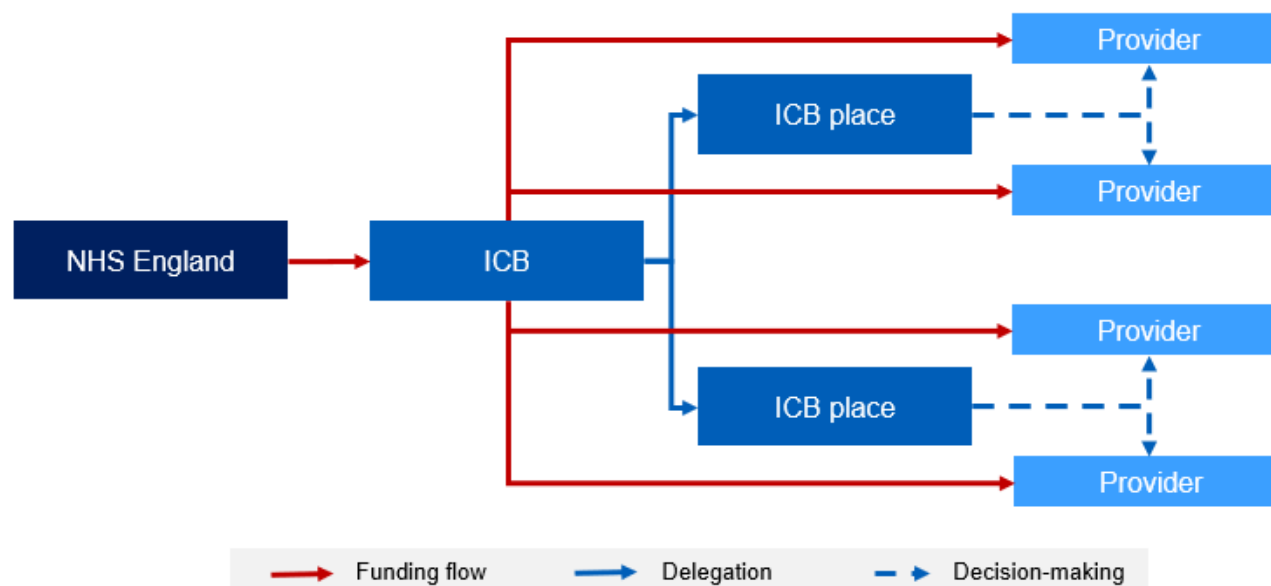 Provider
ICB place
Provider
NHS England
ICB
Provider
ICB place
Provider
Funding flow
Delegation
Decision-making